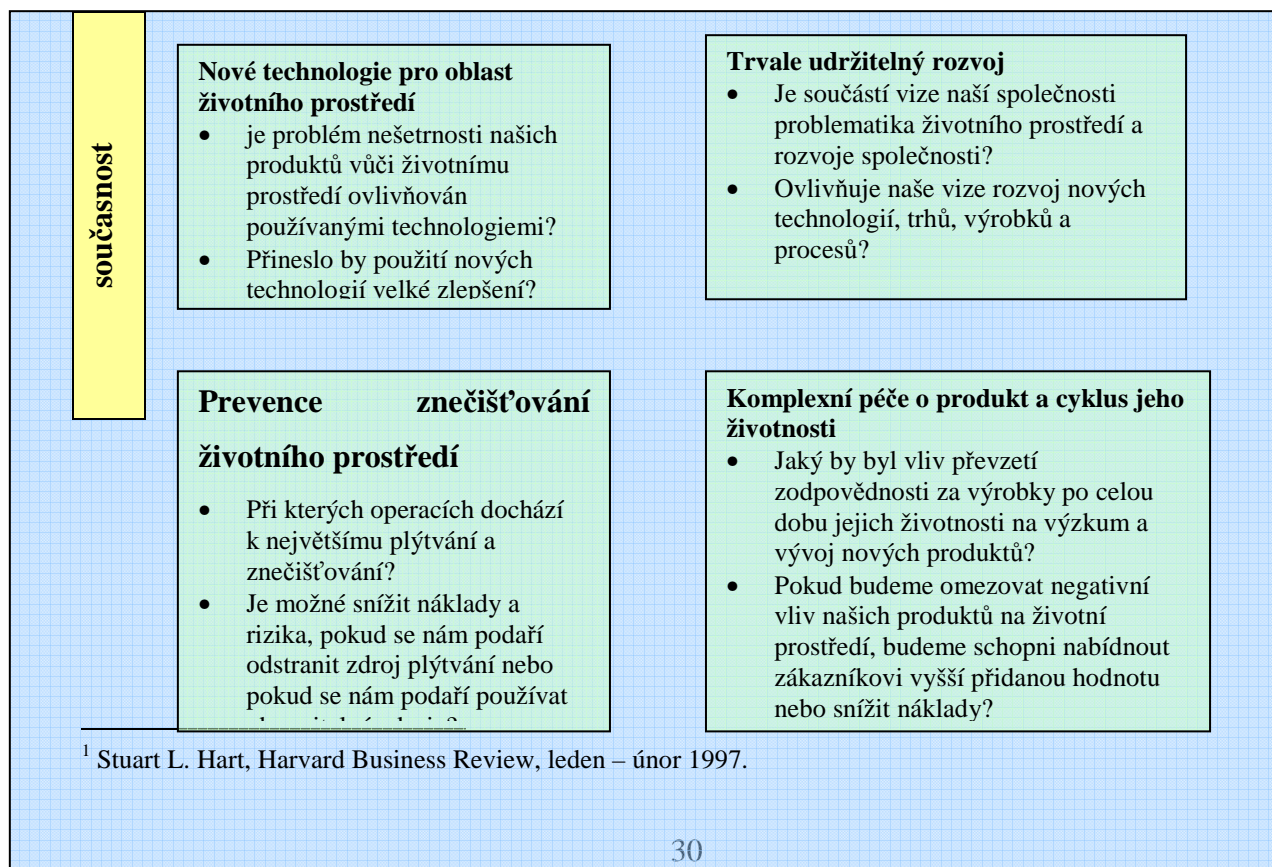 současnost
Nové technologie pro oblast
životního prostředí
• je problém nešetrnosti našich
produktů vůči životnímu
prostředí ovlivňován
používanými technologiemi?
• Přineslo by použití nových
technologií velké zlepšení?
Trvale udržitelný rozvoj
• Je součástí vize naší společnosti
problematika životního prostředí a
rozvoje společnosti?
• Ovlivňuje naše vize rozvoj nových
technologií, trhů, výrobků a
procesů?
Prevence znečišťování
životního prostředí
• Při kterých operacích dochází
k největšímu plýtvání a
znečišťování?
• Je možné snížit náklady a
rizika, pokud se nám podaří
odstranit zdroj plýtvání nebo
pokud se nám podaří používat
Komplexní péče o produkt a cyklus jeho
životnosti
• Jaký by byl vliv převzetí
zodpovědnosti za výrobky po celou
dobu jejich životnosti na výzkum a
vývoj nových produktů?
• Pokud budeme omezovat negativní
vliv našich produktů na životní
prostředí, budeme schopni nabídnout
zákazníkovi vyšší přidanou hodnotu
nebo snížit náklady?
1 Stuart L. Hart, Harvard Business Review, leden – únor 1997.
30